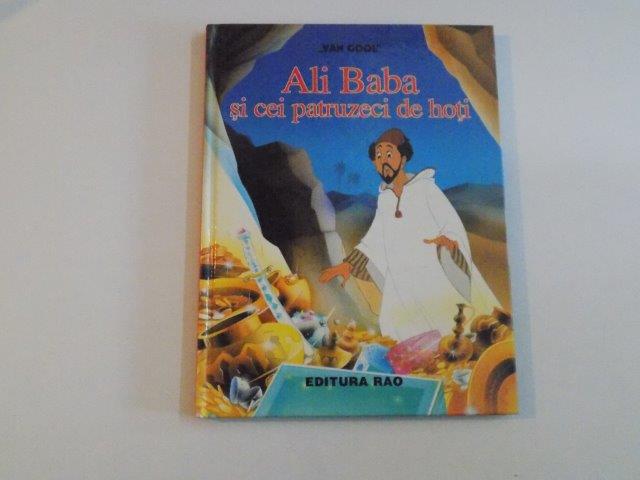 „VAN GOOL"
Ali Baba
și cei patruzeci de hoți
EDITURA RAO